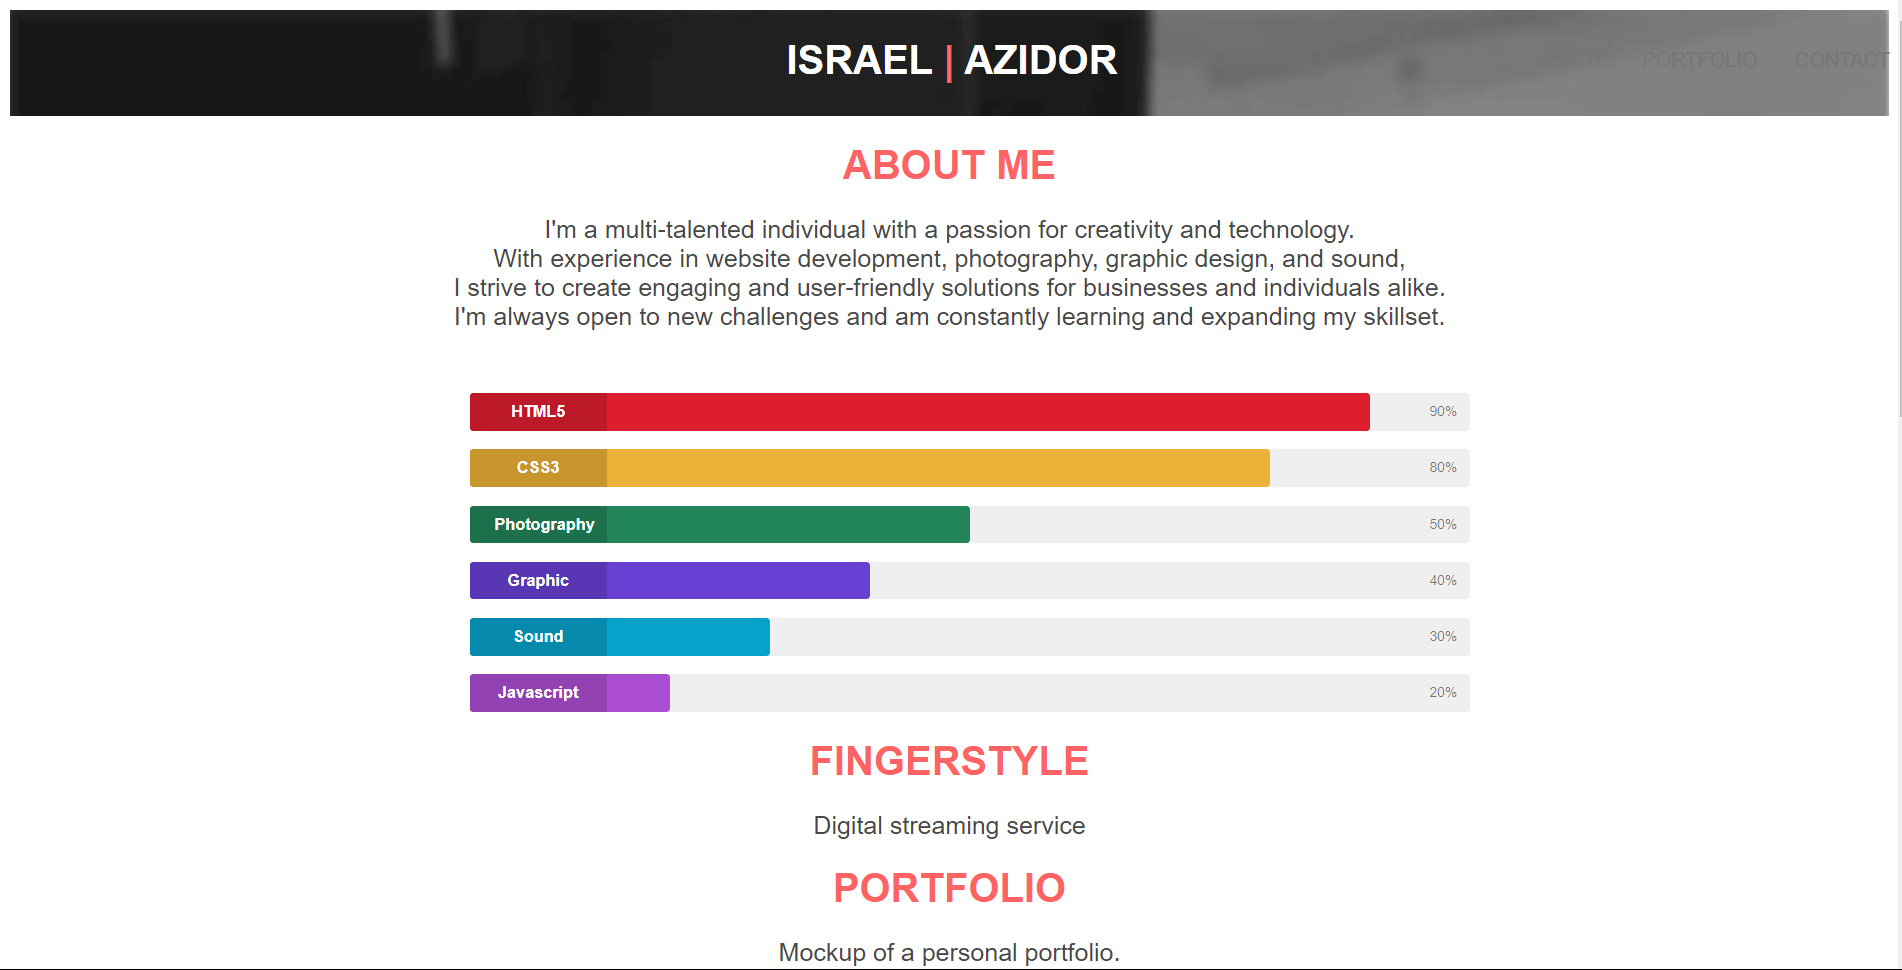 ISRAEL | AZIDOR
ABOUT PORTFOLIO CONTACT
ABOUT ME
I'm a multi-talented individual with a passion for creativity and technology.
With experience in website development, photography, graphic design, and sound,
I strive to create engaging and user-friendly solutions for businesses and individuals alike.
I'm always open to new challenges and am constantly learning and expanding my skillset.
HTML5 90%
CSS3 80%
Photography 50%
Graphic 40%
Sound 30%
Javascript 20%
FINGERSTYLE
Digital streaming service
PORTFOLIO
Mockup of a personal portfolio.